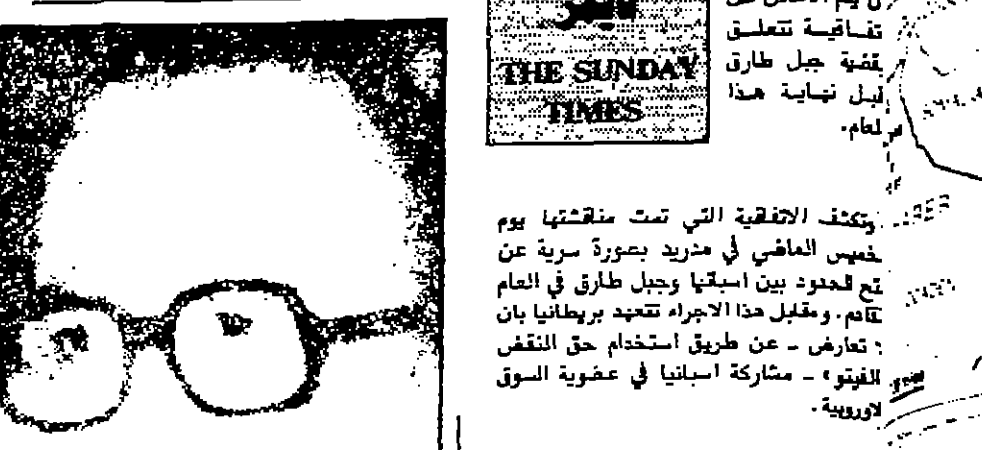 THE SUNDAY
TIMES
تفاقية تتعلق
بقضية جبل طارق
قبل نهاية هذا
لعام.
وتكشف الاتفاقية التي تمت مناقشتها يوم
خميس الماضي في مدريد بصورة سرية عن
تح الحدود بين اسبانيا وجبل طارق في العام
قادم. ومقابل هذا الاجراء تتعهد بريطانيا بان
تعارض - عن طريق استخدام حق النقض
الفيتو» - مشاركة اسبانيا في عضوية السوق
لاوروبية.